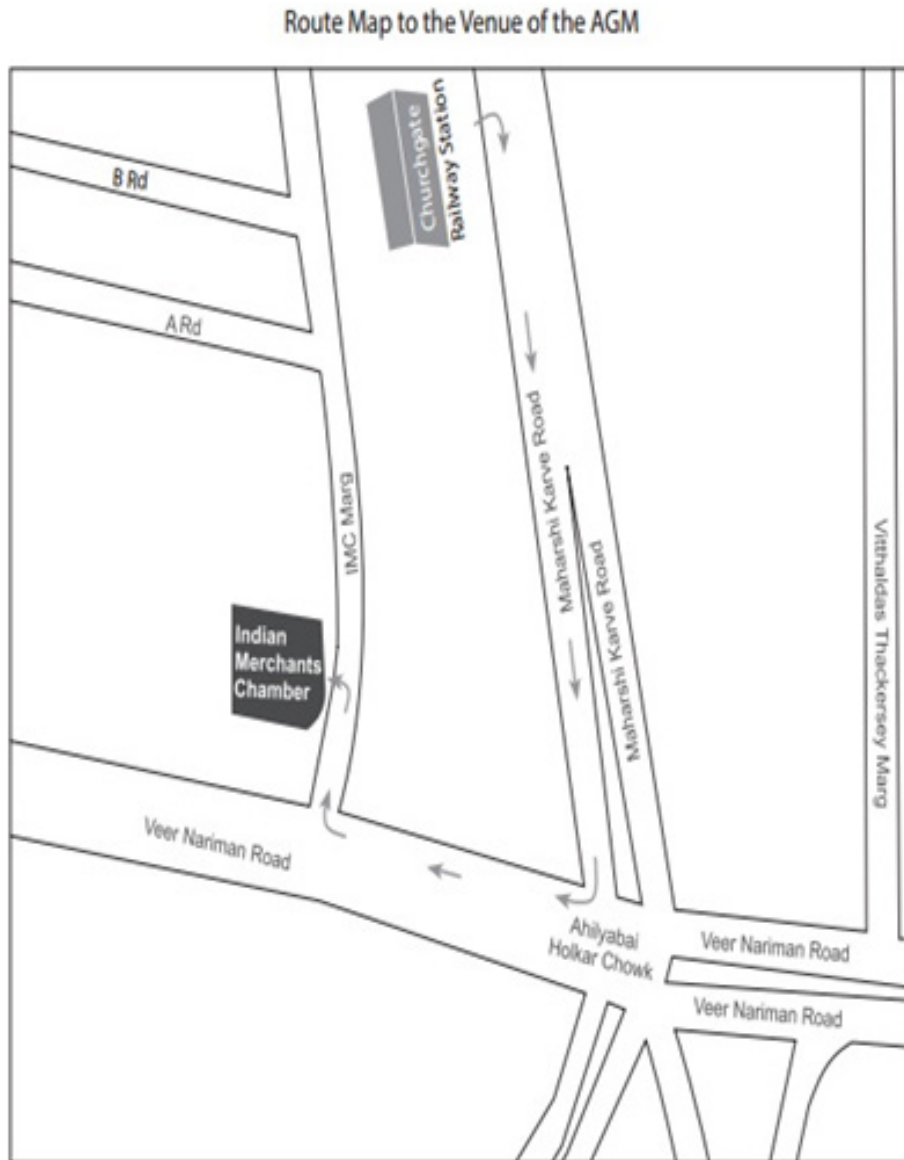 Route Map to the Venue of the AGM
Churchgate
Railway Station
B Rd
A Rd
Maharshi Karve Road
IMC Marg
Maharshi Karve Road
Vitthaldas Thackersey Marg
Indian
Merchants
Chamber
Veer Nariman Road
Ahilyabai
Holkar Chowk
Veer Nariman Road
Veer Nariman Road